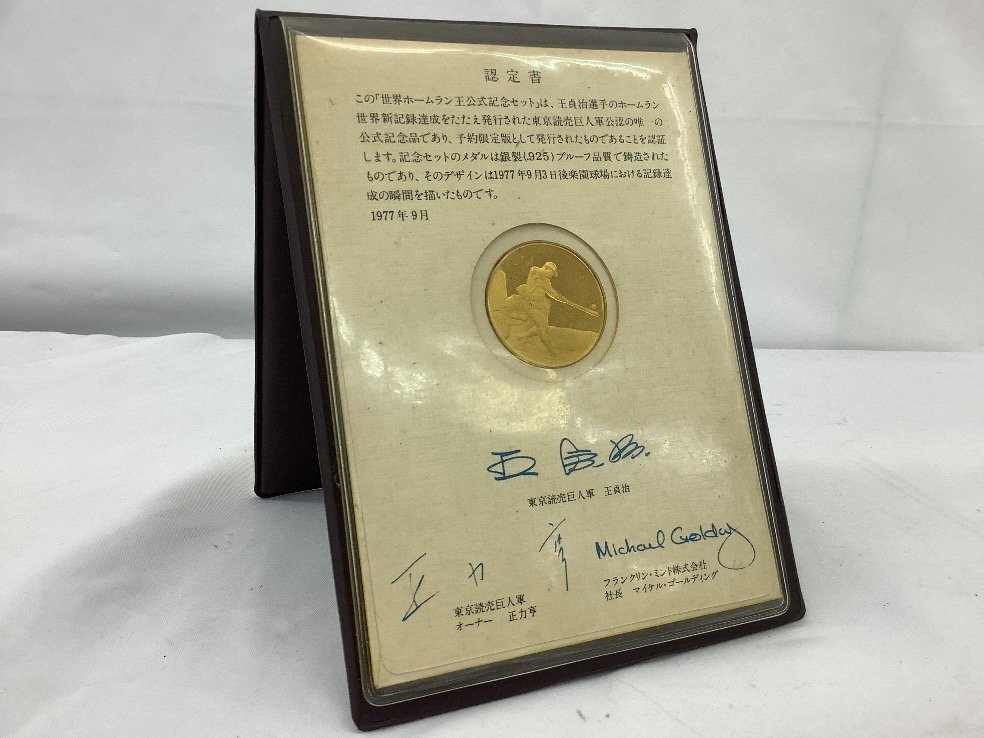 認定書
この「世界ホームラン王公式記念セット」は、王貞治選手のホームラン
世界新記録達成をたたえ発行された東京読売巨人軍公認の唯一の
公式記念品であり、予約限定版として発行されたものであることを認証
します。記念セットのメダルは銀製(.925)プルーフ品質で鋳造された
ものであり、そのデザインは1977年9月3日後楽園球場における記録達
成の瞬間を描いたものです。
1977年9月
王貞治
東京読売巨人軍 王貞治
正力亨
東京読売巨人軍
オーナー 正力亨
Michael Golding
フランクリン・ミント株式会社
社長 マイケル・ゴールディング